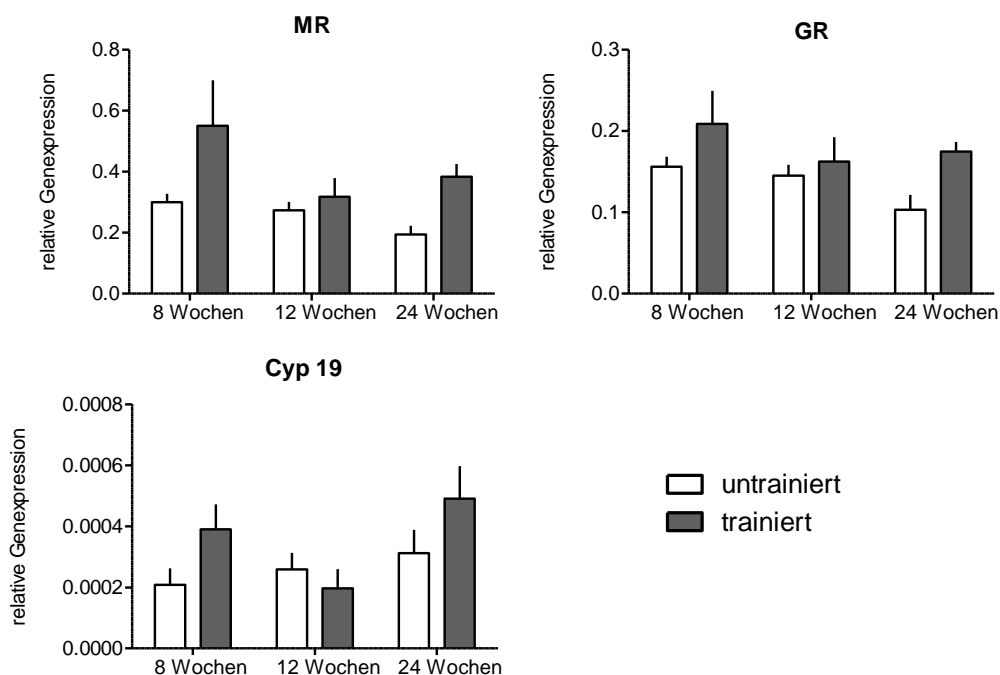 MR
relative Genexpression
0.8
0.6
0.4
0.2
0.0
8 Wochen
12 Wochen
24 Wochen
GR
relative Genexpression
0.3
0.2
0.1
0.0
8 Wochen
12 Wochen
24 Wochen
Cyp 19
relative Genexpression
0.0008
0.0006
0.0004
0.0002
0.0000
8 Wochen
12 Wochen
24 Wochen
untrainiert
trainiert